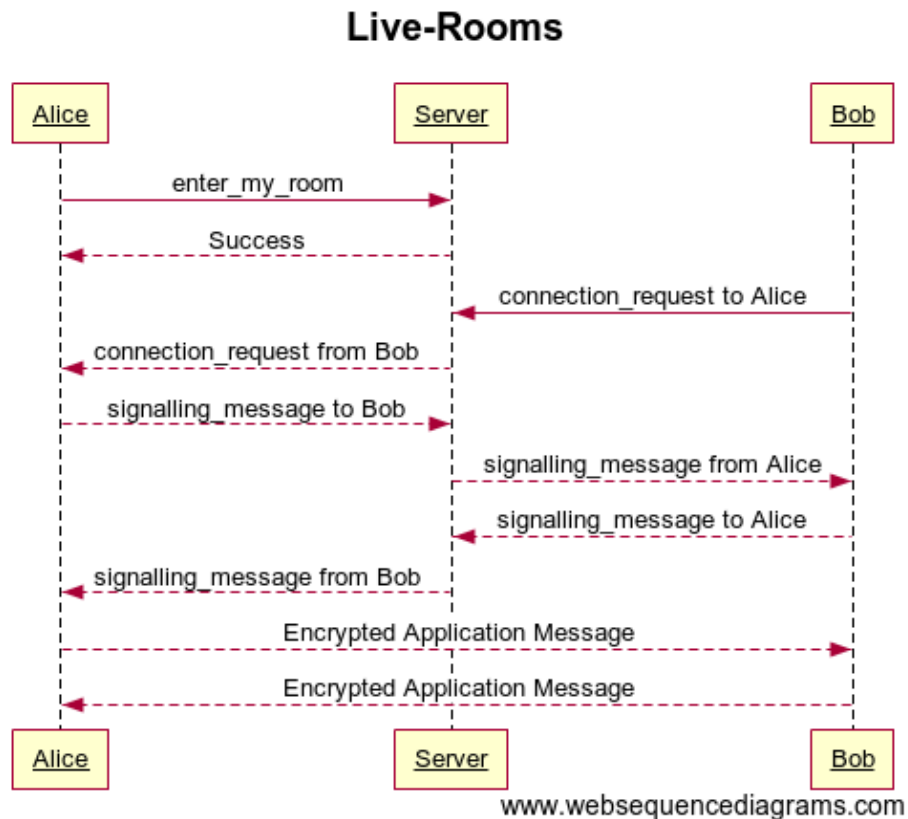 Live-Rooms
Alice Server Bob
enter_my_room
Success
connection_request to Alice
connection_request from Bob
signalling_message to Bob
signalling_message from Alice
signalling_message to Alice
signalling_message from Bob
Encrypted Application Message
Encrypted Application Message
Alice Server Bob
www.websequencediagrams.com